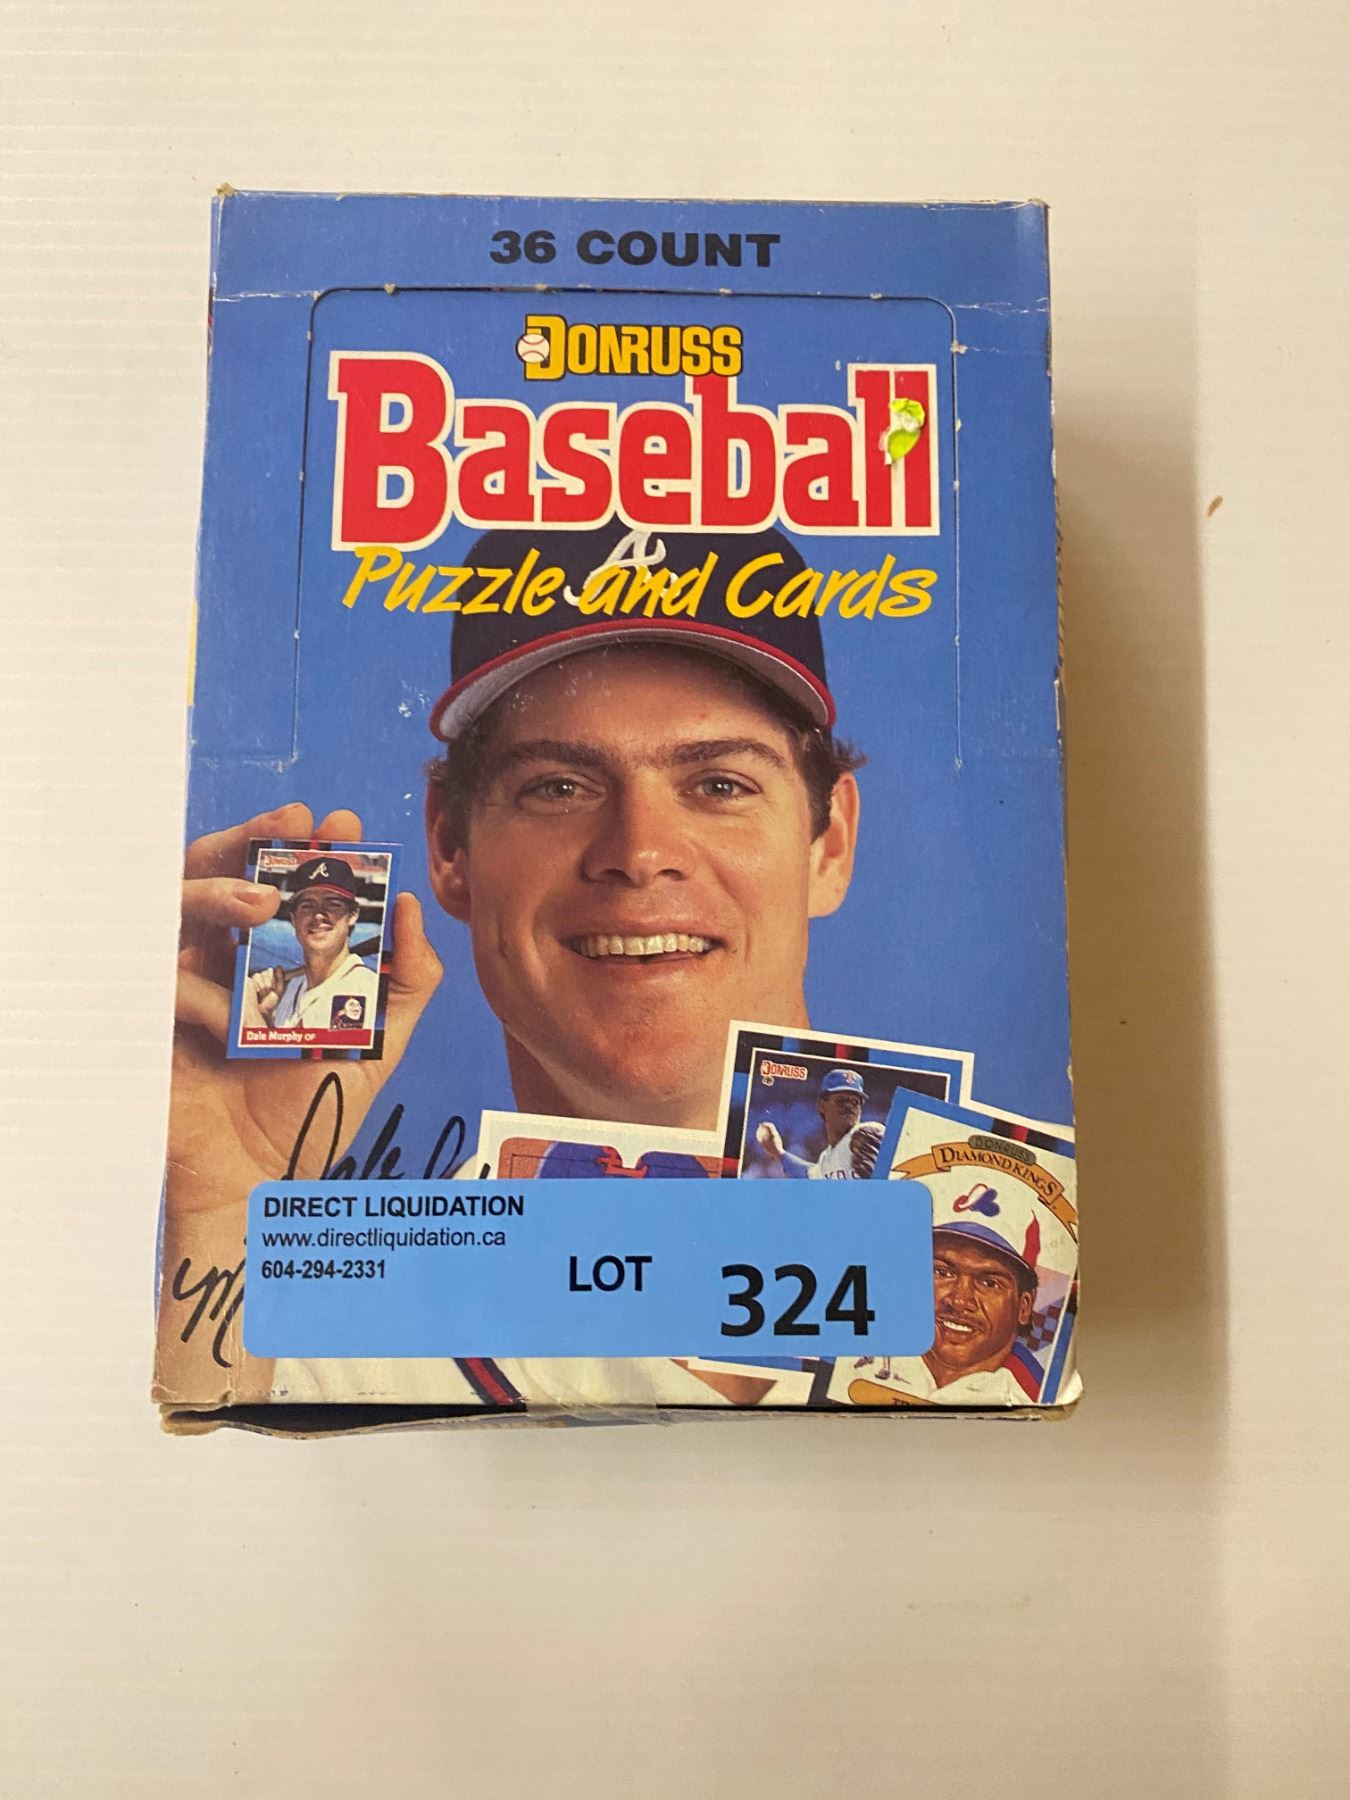 36 COUNT
DONRUSS
Baseball
Puzzle and Cards
A
DONRUSS
A
Dale Murphy OF
DONRUSS
DONRUSS
DIAMOND KINGS
Dale
DIRECT LIQUIDATION
www.directliquidation.ca
604-294-2331
LOT 324